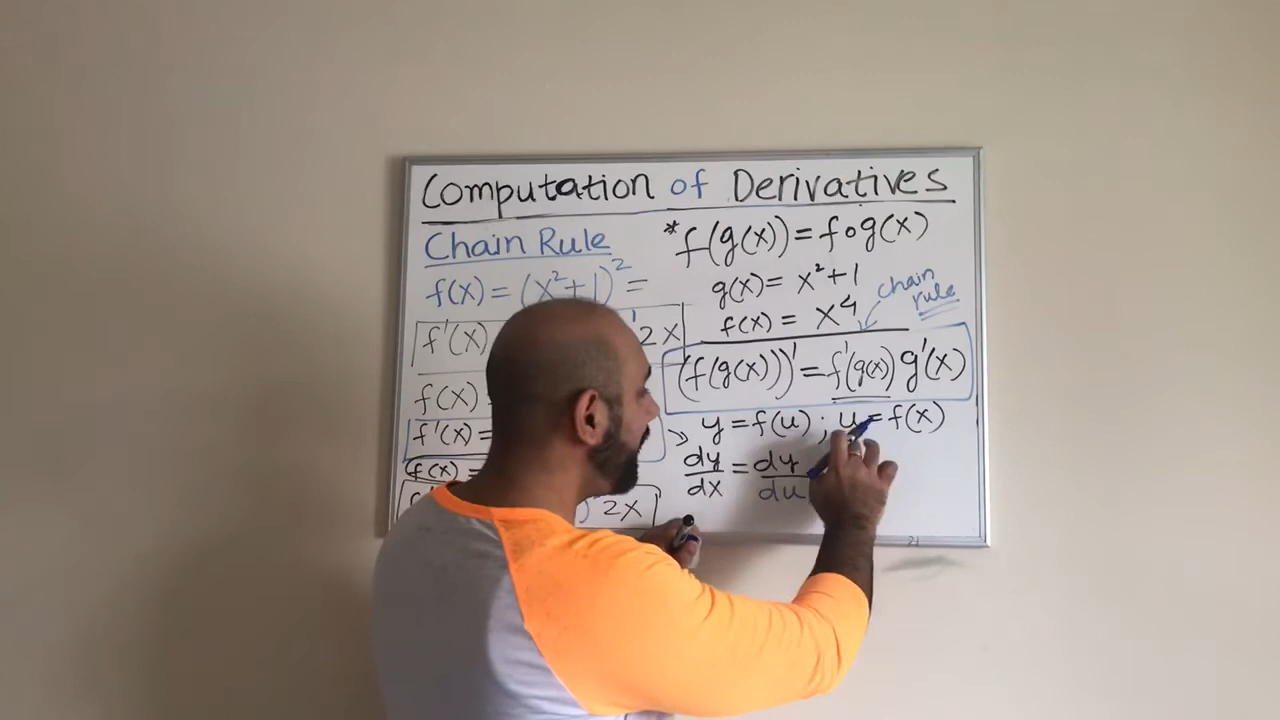 Computation of Derivatives
Chain Rule
f(x) = (x²+1)² =
f'(x)
2x
f(x)
f'(x) =
f(x) =
) 2x
* f(g(x)) = fog(x)
g(x) = x²+1
f(x) = x⁴
chain
rule
(f(g(x)))' = f'(g(x)) g'(x)
y = f(u) ; u = f(x)
dy/dx = dy/du